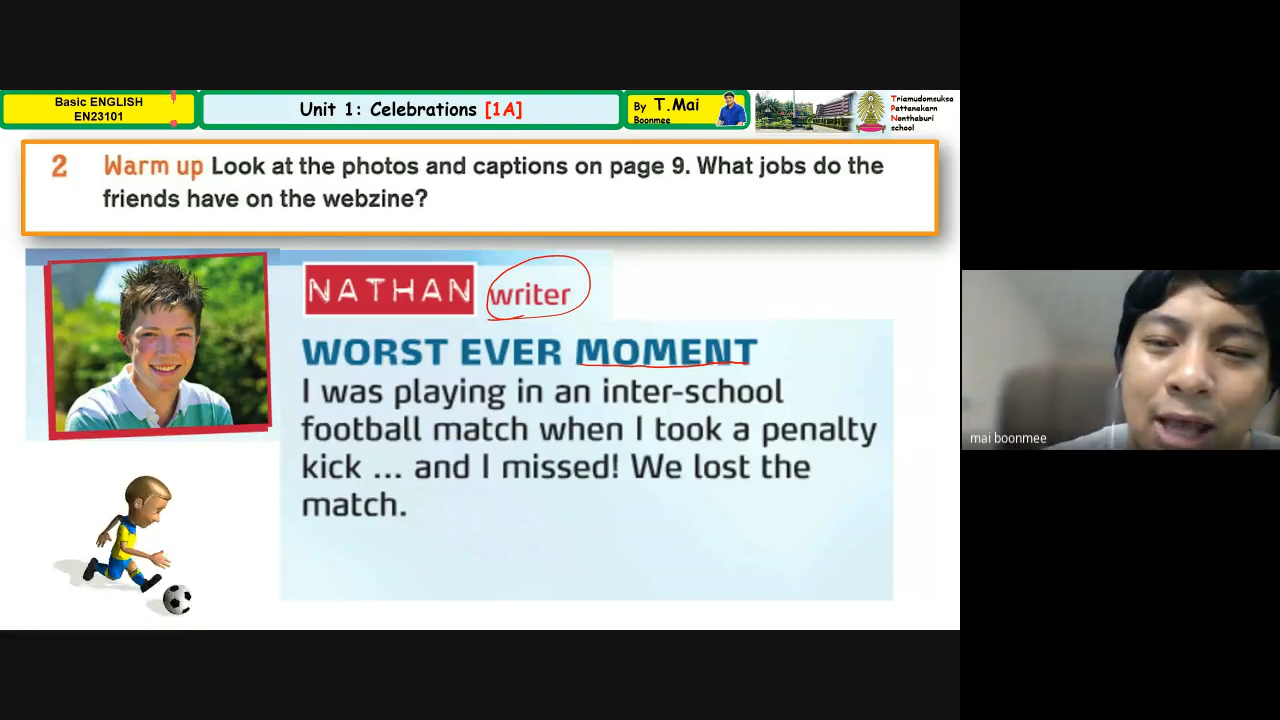 Basic ENGLISH
EN23101
Unit 1: Celebrations [1A]
By T.Mai
Boonmee
Triamudomsuksa
Pattanakarn
Nonthaburi
school
2 Warm up Look at the photos and captions on page 9. What jobs do the
friends have on the webzine?
NATHAN writer
WORST EVER MOMENT
I was playing in an inter-school
football match when I took a penalty
kick ... and I missed! We lost the
match.
mai boonmee